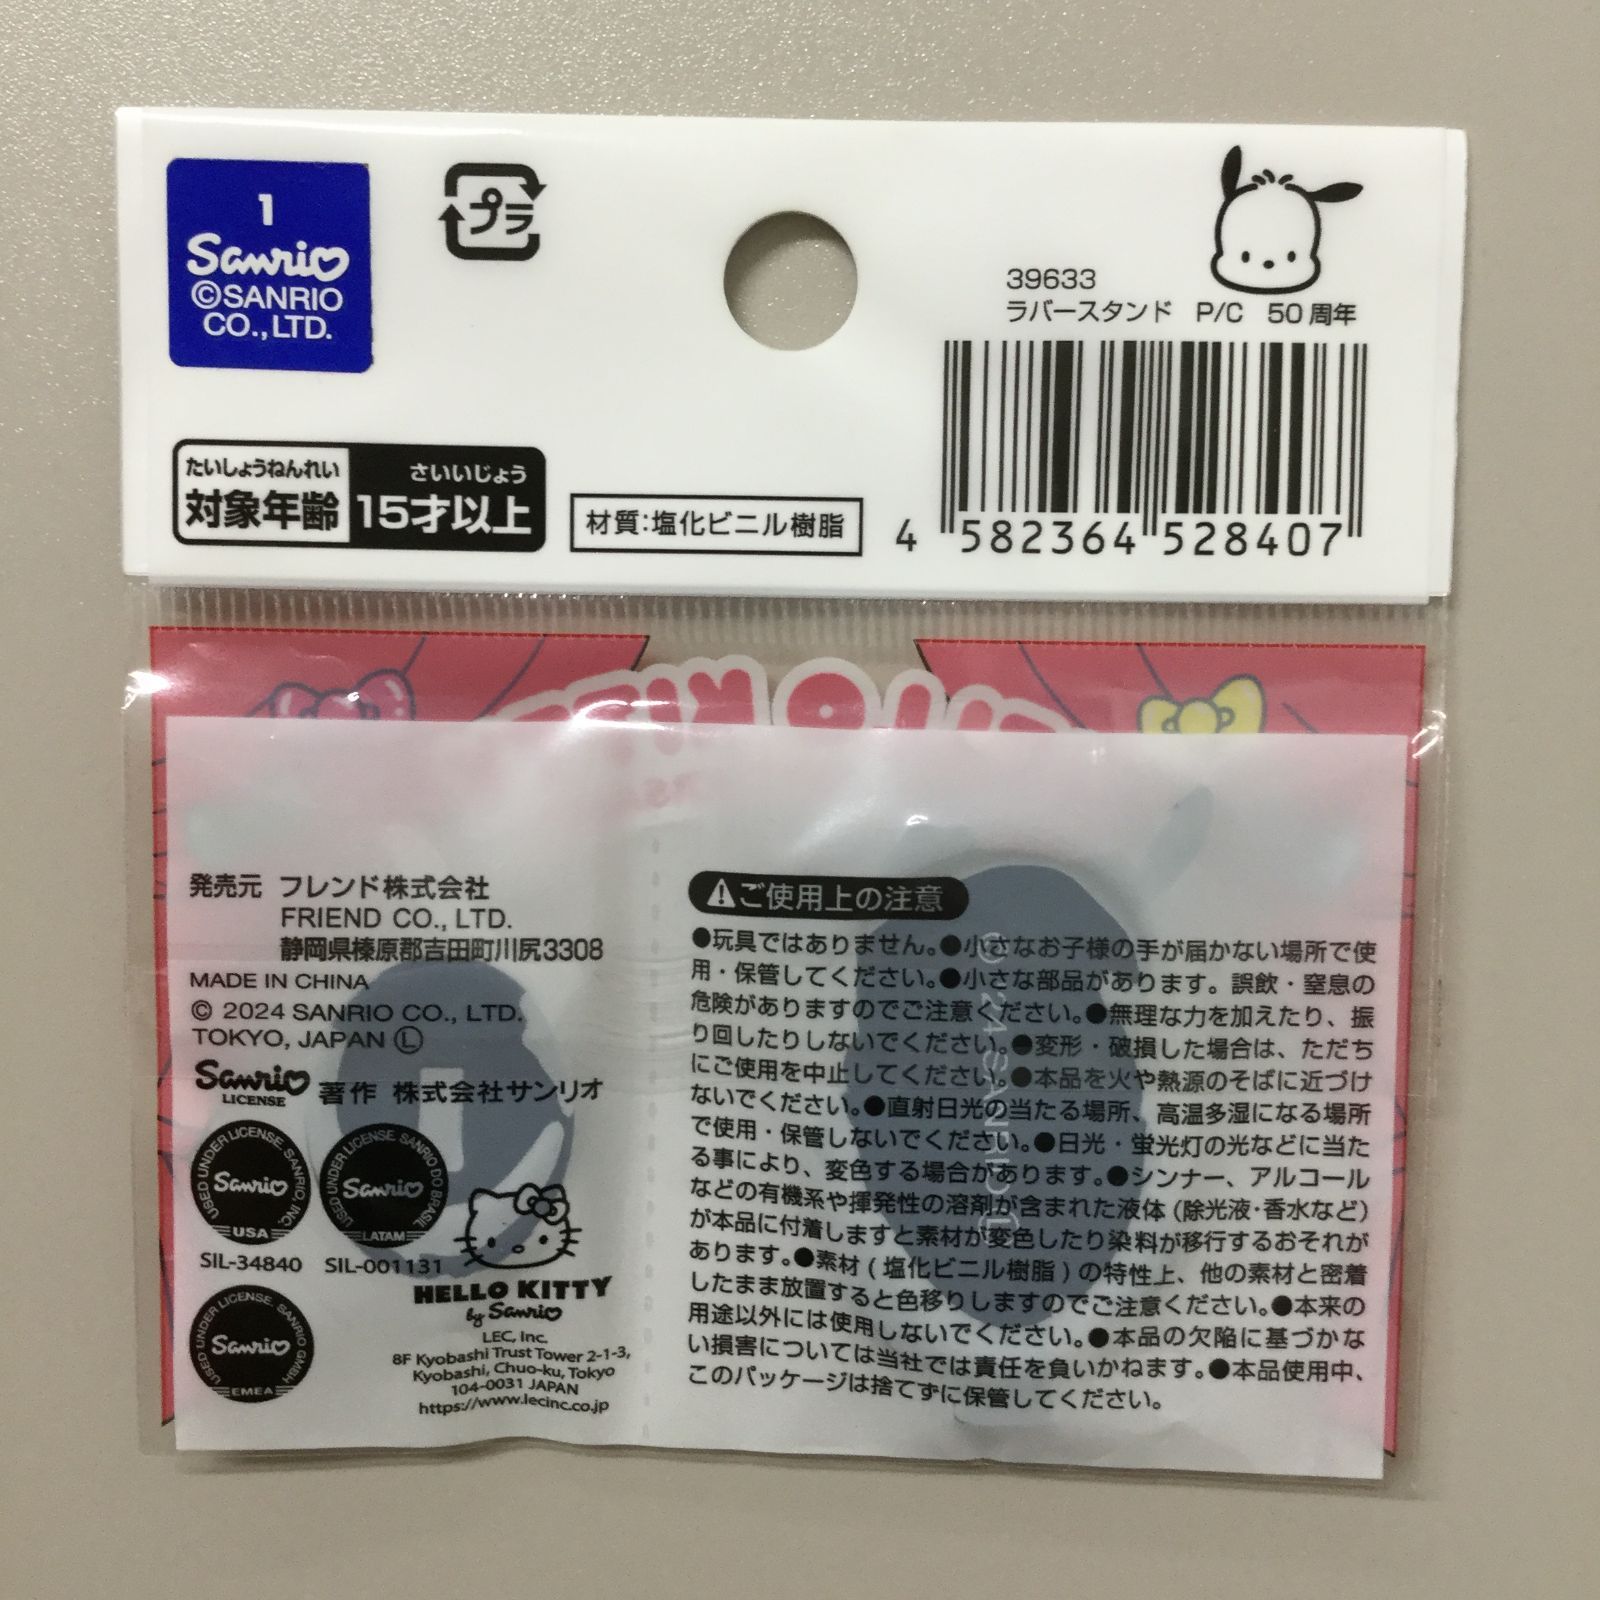 1
Sanrio
©SANRIO
CO.,LTD.
プラ
39633
ラバースタンド P/C 50周年
4 582364 528407
たいしょうねんれい さいいじょう
対象年齢 15才以上
材質:塩化ビニル樹脂
発売元 フレンド株式会社
FRIEND CO., LTD.
静岡県榛原郡吉田町川尻3308
MADE IN CHINA
© 2024 SANRIO CO., LTD.
TOKYO, JAPAN Ⓛ
Sanrio
LICENSE
著作 株式会社サンリオ
USED UNDER LICENSE, SANRIO, INC.
Sanrio
USA
SIL-34840
USED UNDER LICENSE SANRIO DO BRASIL
Sanrio
LATAM
SIL-001131
USED UNDER LICENSE, SANRIO GMBH
Sanrio
EMEA
HELLO KITTY
by Sanrio
LEC, Inc.
8F Kyobashi Trust Tower 2-1-3,
Kyobashi, Chuo-ku, Tokyo
104-0031 JAPAN
https://www.lecinc.co.jp
⚠ご使用上の注意
●玩具ではありません。●小さなお子様の手が届かない場所で使
用・保管してください。●小さな部品があります。誤飲・窒息の
危険がありますのでご注意ください。●無理な力を加えたり、振
り回したりしないでください。●変形・破損した場合は、ただち
にご使用を中止してください。●本品を火や熱源のそばに近づけ
ないでください。●直射日光の当たる場所、高温多湿になる場所
で使用・保管しないでください。●日光・蛍光灯の光などに当た
る事により、変色する場合があります。●シンナー、アルコール
などの有機系や揮発性の溶剤が含まれた液体(除光液・香水など)
が本品に付着しますと素材が変色したり染料が移行するおそれが
あります。●素材(塩化ビニル樹脂)の特性上、他の素材と密着
したまま放置すると色移りしますのでご注意ください。●本来の
用途以外には使用しないでください。●本品の欠陥に基づかな
い損害については当社では責任を負いかねます。●本品使用中、
このパッケージは捨てずに保管してください。